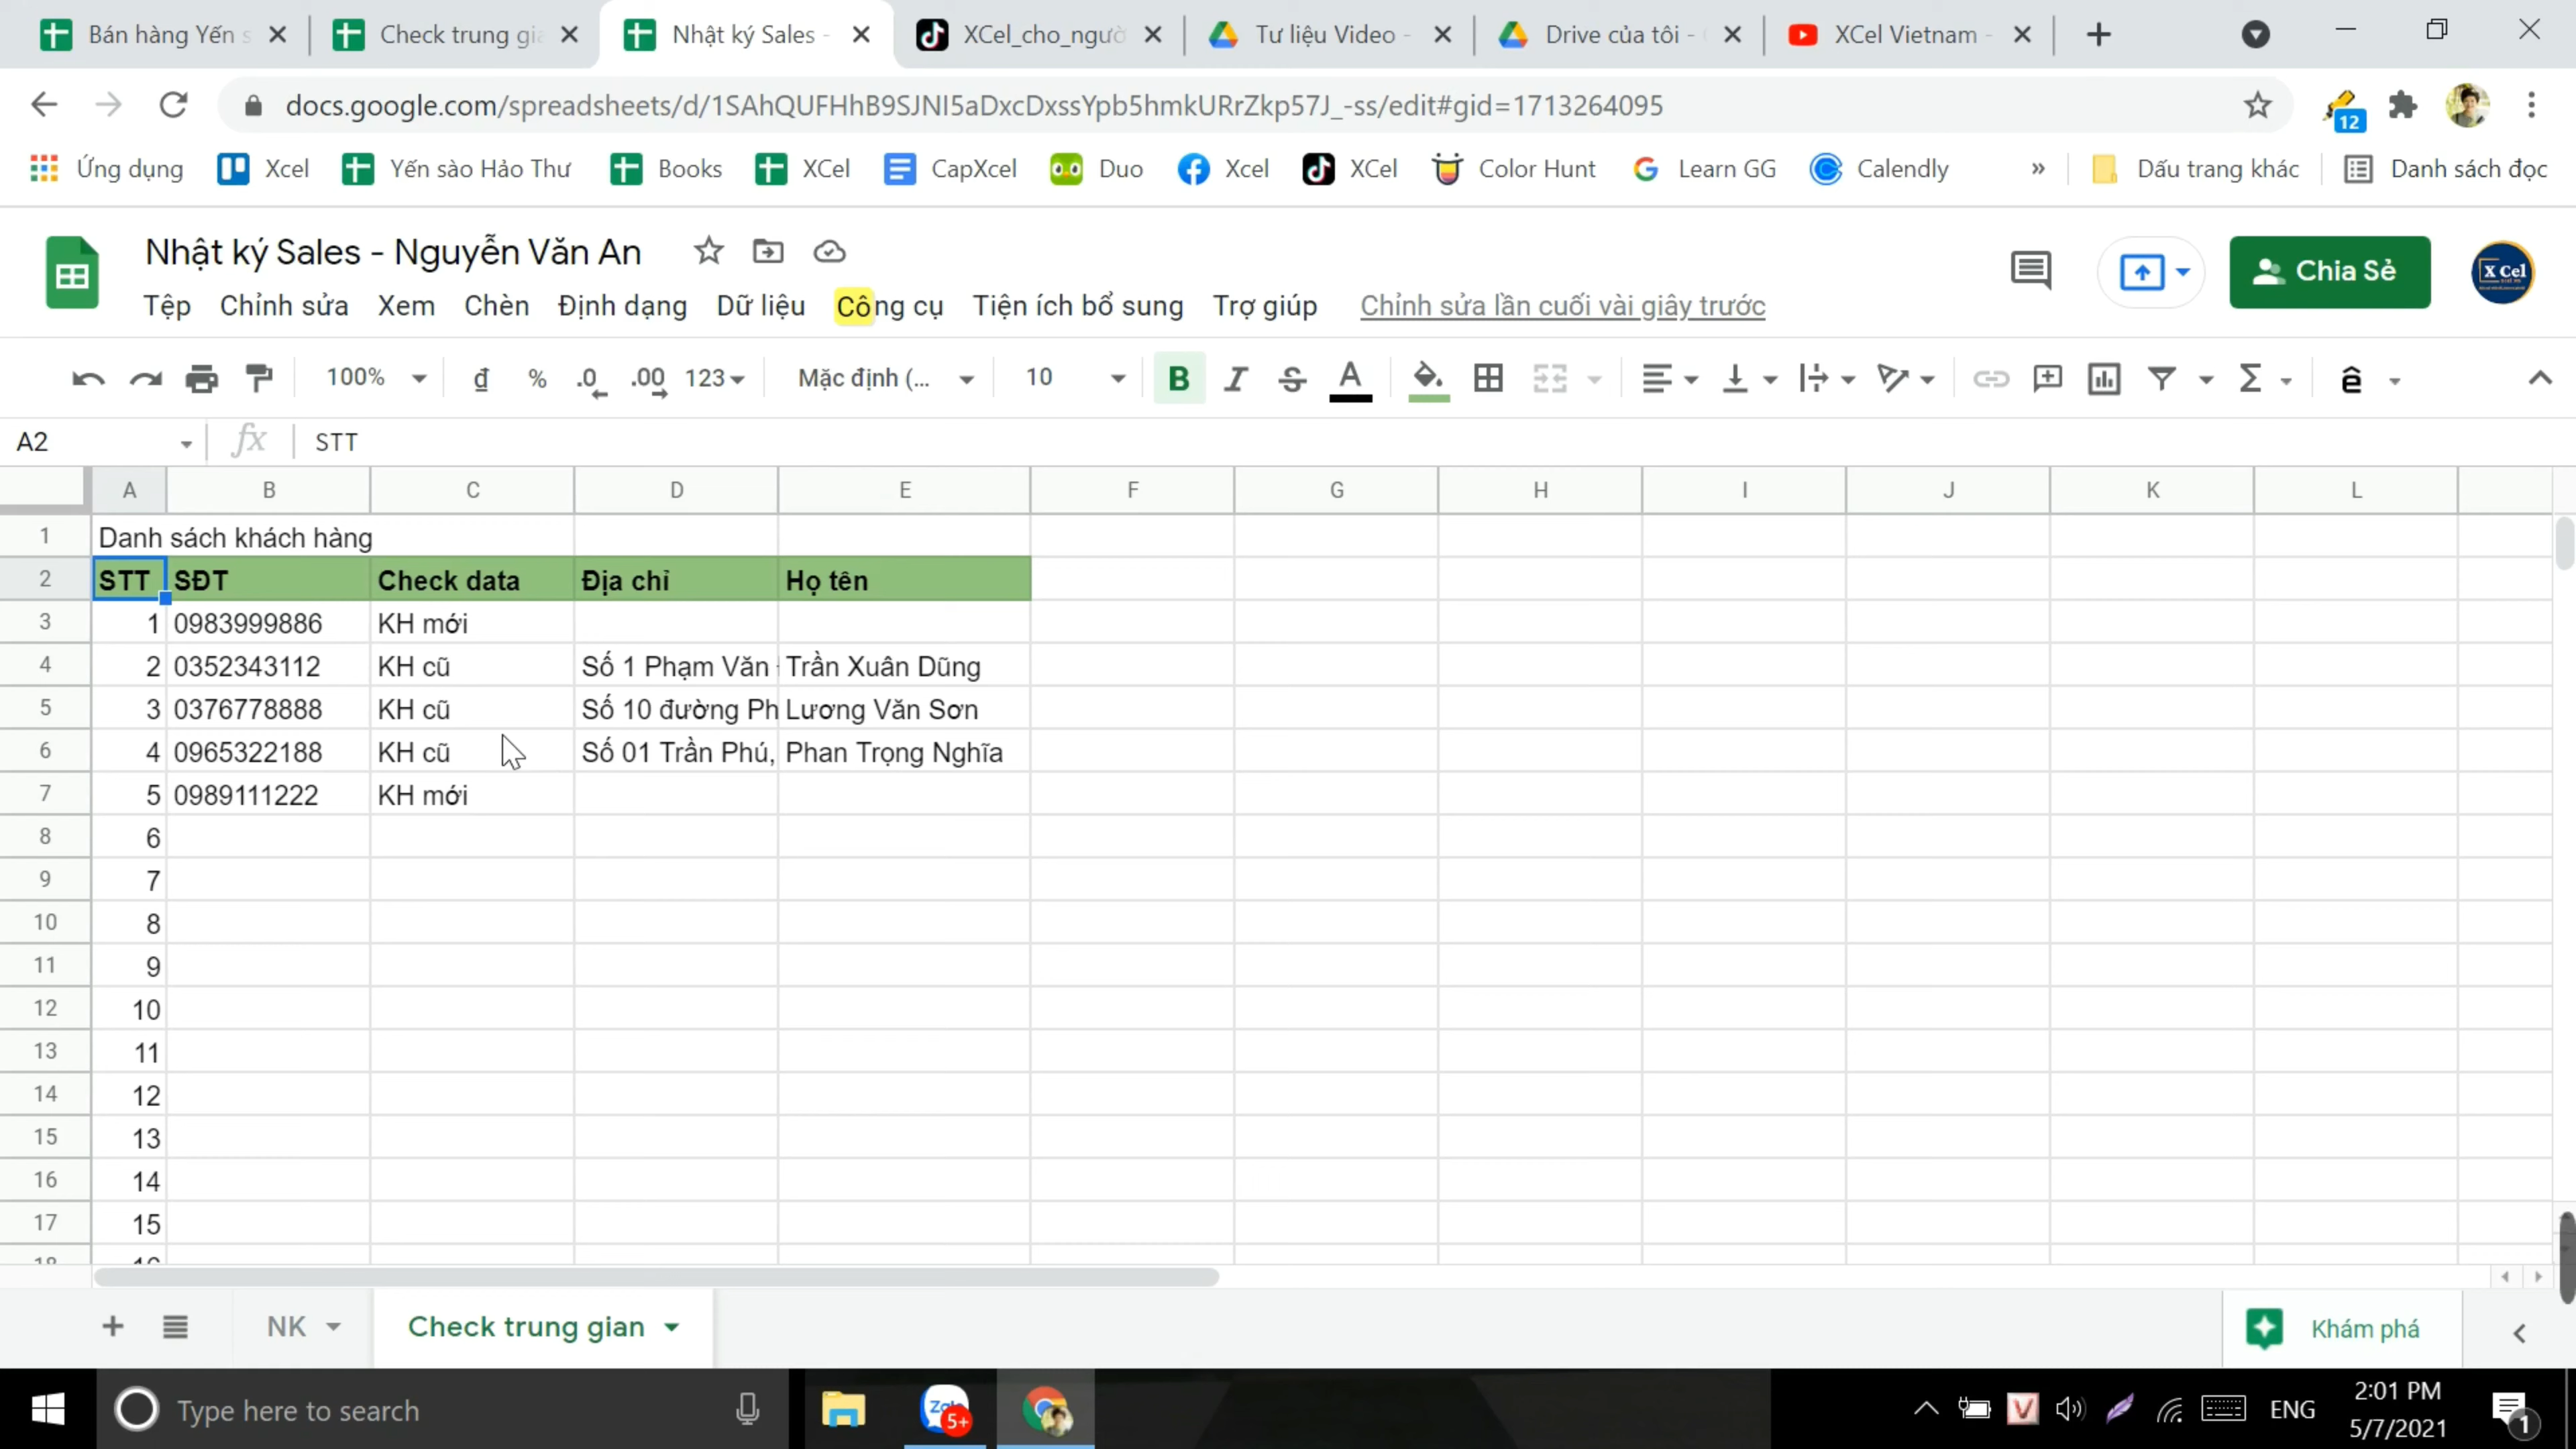 Bán hàng Yến s
Check trung gia
Nhật ký Sales -
XCel_cho_ngườ
Tư liệu Video -
Drive của tôi -
XCel Vietnam -
docs.google.com/spreadsheets/d/1SAhQUFHhB9SJNI5aDxcDxssYpb5hmkURrZkp57J_-ss/edit#gid=1713264095
12
Ứng dụng Xcel Yến sào Hảo Thư Books XCel CapXcel Duo Xcel XCel Color Hunt Learn GG Calendly » Dấu trang khác Danh sách đọc
Nhật ký Sales - Nguyễn Văn An
Chia Sẻ
X Cel
Tệp Chỉnh sửa Xem Chèn Định dạng Dữ liệu Công cụ Tiện ích bổ sung Trợ giúp Chỉnh sửa lần cuối vài giây trước
100% đ % .0 .00 123 Mặc định (... 10 B I S A Σ ê
A2 fx STT
A B C D E F G H I J K L
1 Danh sách khách hàng
2 STT SĐT Check data Địa chỉ Họ tên
3 1 0983999886 KH mới
4 2 0352343112 KH cũ Số 1 Phạm Văn Trần Xuân Dũng
5 3 0376778888 KH cũ Số 10 đường Ph Lương Văn Sơn
6 4 0965322188 KH cũ Số 01 Trần Phú, Phan Trọng Nghĩa
7 5 0989111222 KH mới
8 6
9 7
10 8
11 9
12 10
13 11
14 12
15 13
16 14
17 15
NK Check trung gian Khám phá
Type here to search
Zalo
5+
V
ENG
2:01 PM
5/7/2021
1